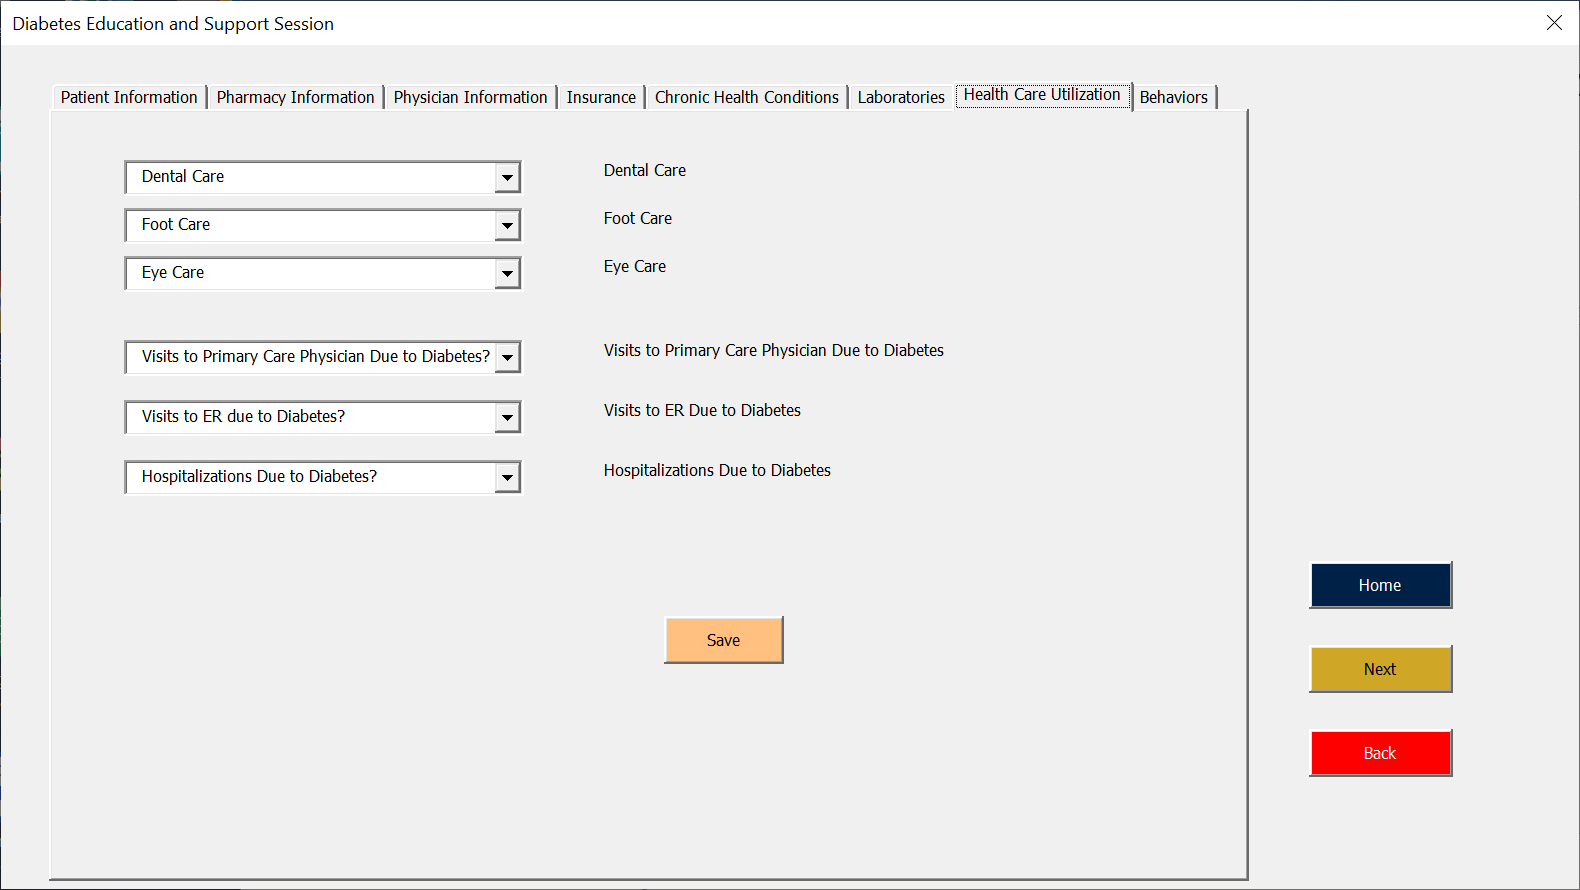 Diabetes Education and Support Session
Patient Information Pharmacy Information Physician Information Insurance Chronic Health Conditions Laboratories Health Care Utilization Behaviors
Dental Care Dental Care
Foot Care Foot Care
Eye Care Eye Care
Visits to Primary Care Physician Due to Diabetes? Visits to Primary Care Physician Due to Diabetes
Visits to ER due to Diabetes? Visits to ER Due to Diabetes
Hospitalizations Due to Diabetes? Hospitalizations Due to Diabetes
Home
Save
Next
Back